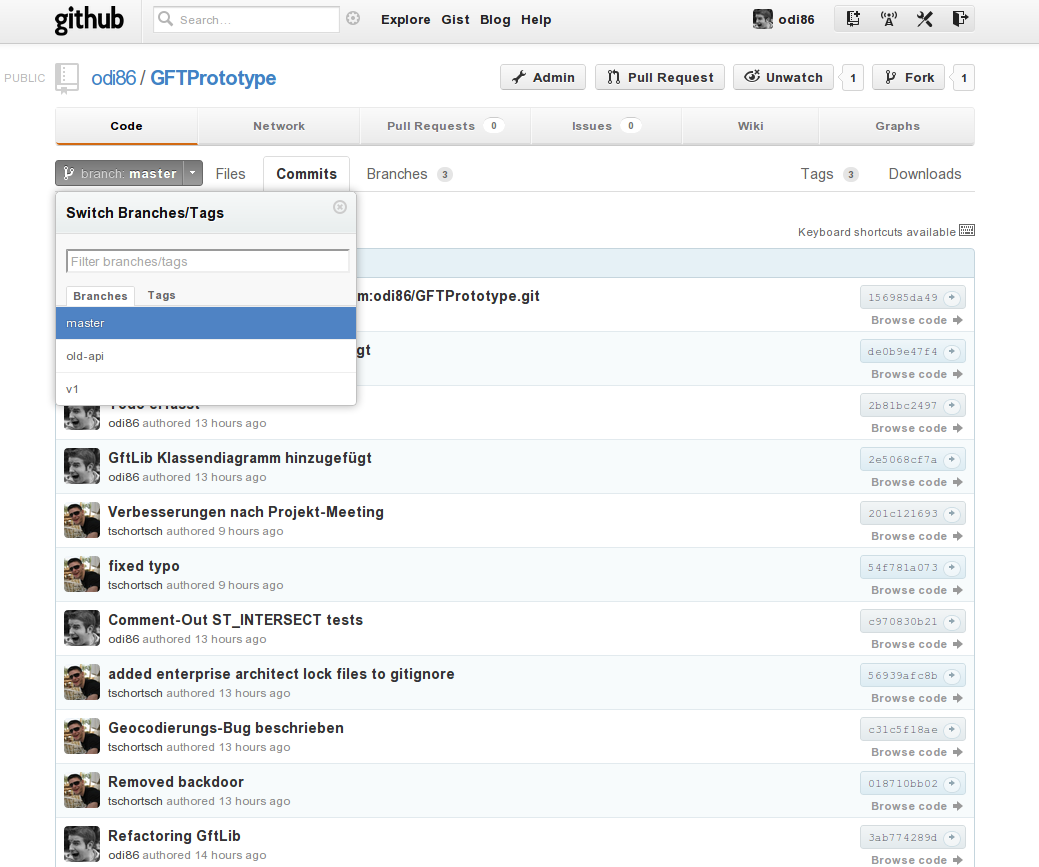 github
Search...
Explore Gist Blog Help
odi86
PUBLIC
odi86 / GFTPrototype
Admin
Pull Request
Unwatch
1
Fork
1
Code
Network
Pull Requests 0
Issues 0
Wiki
Graphs
branch: master
Files
Commits
Branches 3
Tags 3
Downloads
Switch Branches/Tags
Filter branches/tags
Branches Tags
master
old-api
v1
Keyboard shortcuts available
m:odi86/GFTPrototype.git
156985da49
Browse code
gt
de0b9e47f4
Browse code
Todo erfasst
odi86 authored 13 hours ago
2b81bc2497
Browse code
GftLib Klassendiagramm hinzugefügt
odi86 authored 13 hours ago
2e5068cf7a
Browse code
Verbesserungen nach Projekt-Meeting
tschortsch authored 9 hours ago
201c121693
Browse code
fixed typo
tschortsch authored 9 hours ago
54f781a073
Browse code
Comment-Out ST_INTERSECT tests
odi86 authored 13 hours ago
c970830b21
Browse code
added enterprise architect lock files to gitignore
tschortsch authored 13 hours ago
56939afc8b
Browse code
Geocodierungs-Bug beschrieben
tschortsch authored 13 hours ago
c31c5f18ae
Browse code
Removed backdoor
tschortsch authored 13 hours ago
018710bb02
Browse code
Refactoring GftLib
odi86 authored 14 hours ago
3ab774289d
Browse code